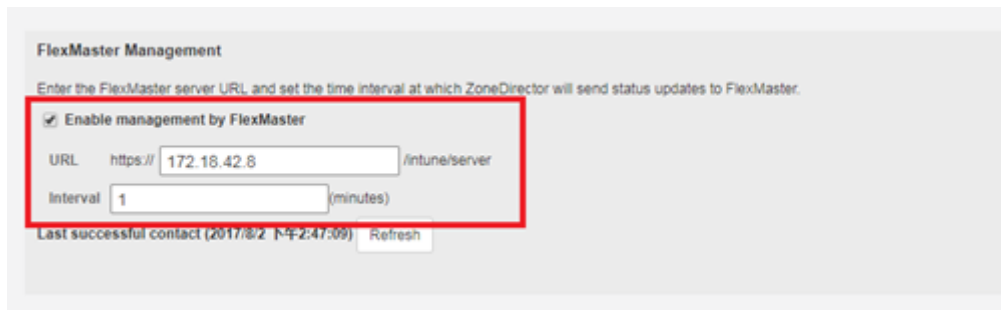 FlexMaster Management
Enter the FlexMaster server URL and set the time interval at which ZoneDirector will send status updates to FlexMaster.
Enable management by FlexMaster
URL https:// 172.18.42.8 /intune/server
Interval 1 (minutes)
Last successful contact (2017/8/2 下午2:47:09) Refresh